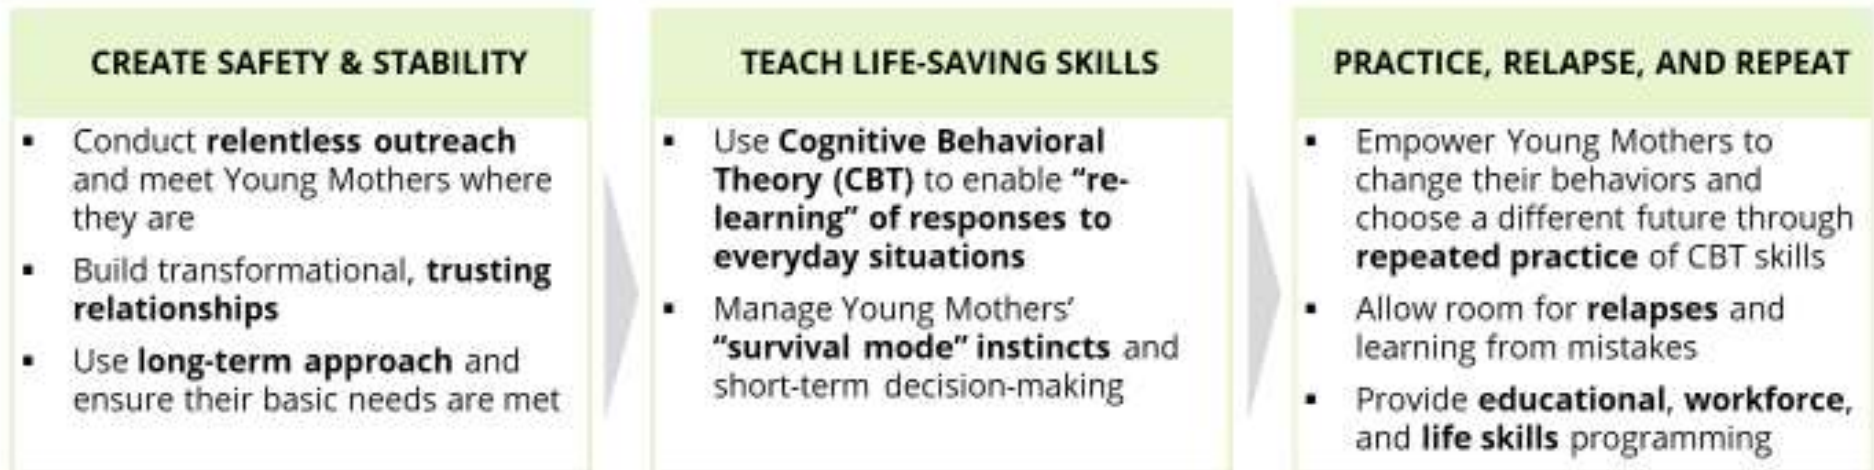 CREATE SAFETY & STABILITY
▪ Conduct relentless outreach
and meet Young Mothers where
they are
▪ Build transformational, trusting
relationships
▪ Use long-term approach and
ensure their basic needs are met
TEACH LIFE-SAVING SKILLS
▪ Use Cognitive Behavioral
Theory (CBT) to enable “re-
learning” of responses to
everyday situations
▪ Manage Young Mothers’
“survival mode” instincts and
short-term decision-making
PRACTICE, RELAPSE, AND REPEAT
▪ Empower Young Mothers to
change their behaviors and
choose a different future through
repeated practice of CBT skills
▪ Allow room for relapses and
learning from mistakes
▪ Provide educational, workforce,
and life skills programming